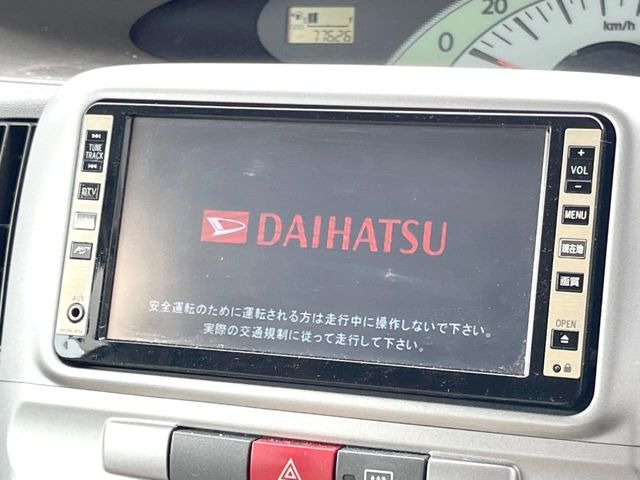 F
77626
0
20
km/h
TUNE
TRACK
DTV
AUX
DAIHATSU
安全運転のために運転される方は走行中に操作しないで下さい。
実際の交通規制に従って走行して下さい。
+
VOL
-
MENU
現在地
画質
OPEN